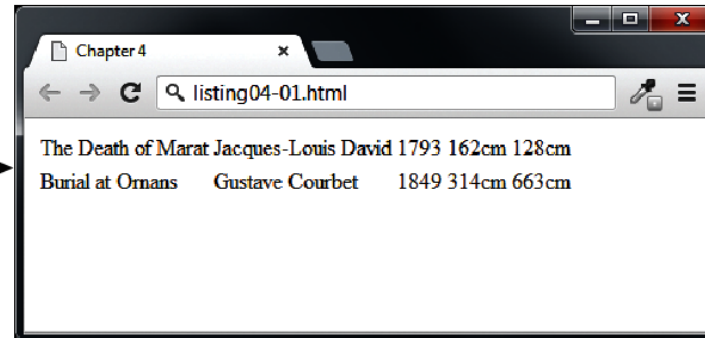 Chapter 4
listing04-01.html
The Death of Marat Jacques-Louis David 1793 162cm 128cm
Burial at Ornans Gustave Courbet 1849 314cm 663cm